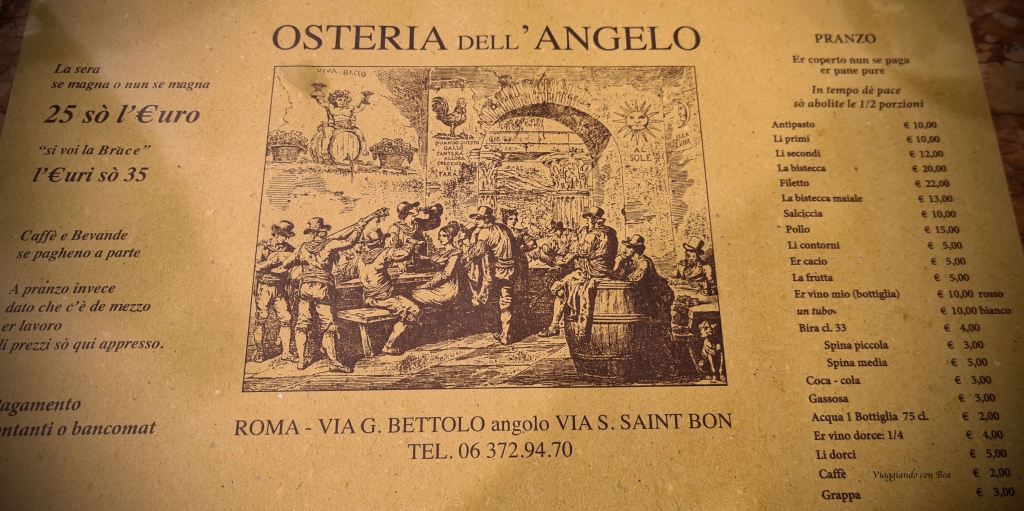 OSTERIA DELL'ANGELO
La sera
se magna o nun se magna
25 sò l'€uro
"si voi la Brace"
l'€uri sò 35
Caffè e Bevande
se pagheno a parte
A pranzo invece
dato che c'è de mezzo
er lavoro
li prezzi sò qui appresso.
Pagamento
ontanti o bancomat
VIVA BACCO
QUANDO QUESTO
GALLO
CANTERÀ
AL
SOLE
ROMA - VIA G. BETTOLO angolo VIA S. SAINT BON
TEL. 06 372.94.70
PRANZO
Er coperto nun se paga
er pane pure
In tempo dè pace
sò abolite le 1/2 porzioni
Antipasto € 10,00
Li primi € 10,00
Li secondi € 12,00
La bistecca € 20,00
Filetto € 22,00
La bistecca maiale € 13,00
Salciccia € 10,00
Pollo € 15,00
Li contorni € 5,00
Er cacio € 5,00
La frutta € 5,00
Er vino mio (bottiglia) € 10,00 rosso
un tubo € 10,00 bianco
Bira cl. 33 € 4,00
Spina piccola € 3,00
Spina media € 5,00
Coca - cola € 3,00
Gassosa € 3,00
Acqua 1 Bottiglia 75 cl. € 2,00
Er vino dorce: 1/4 € 4,00
Li dorci € 5,00
Caffè € 2,00
Grappa € 3,00
Viaggiando con Bea